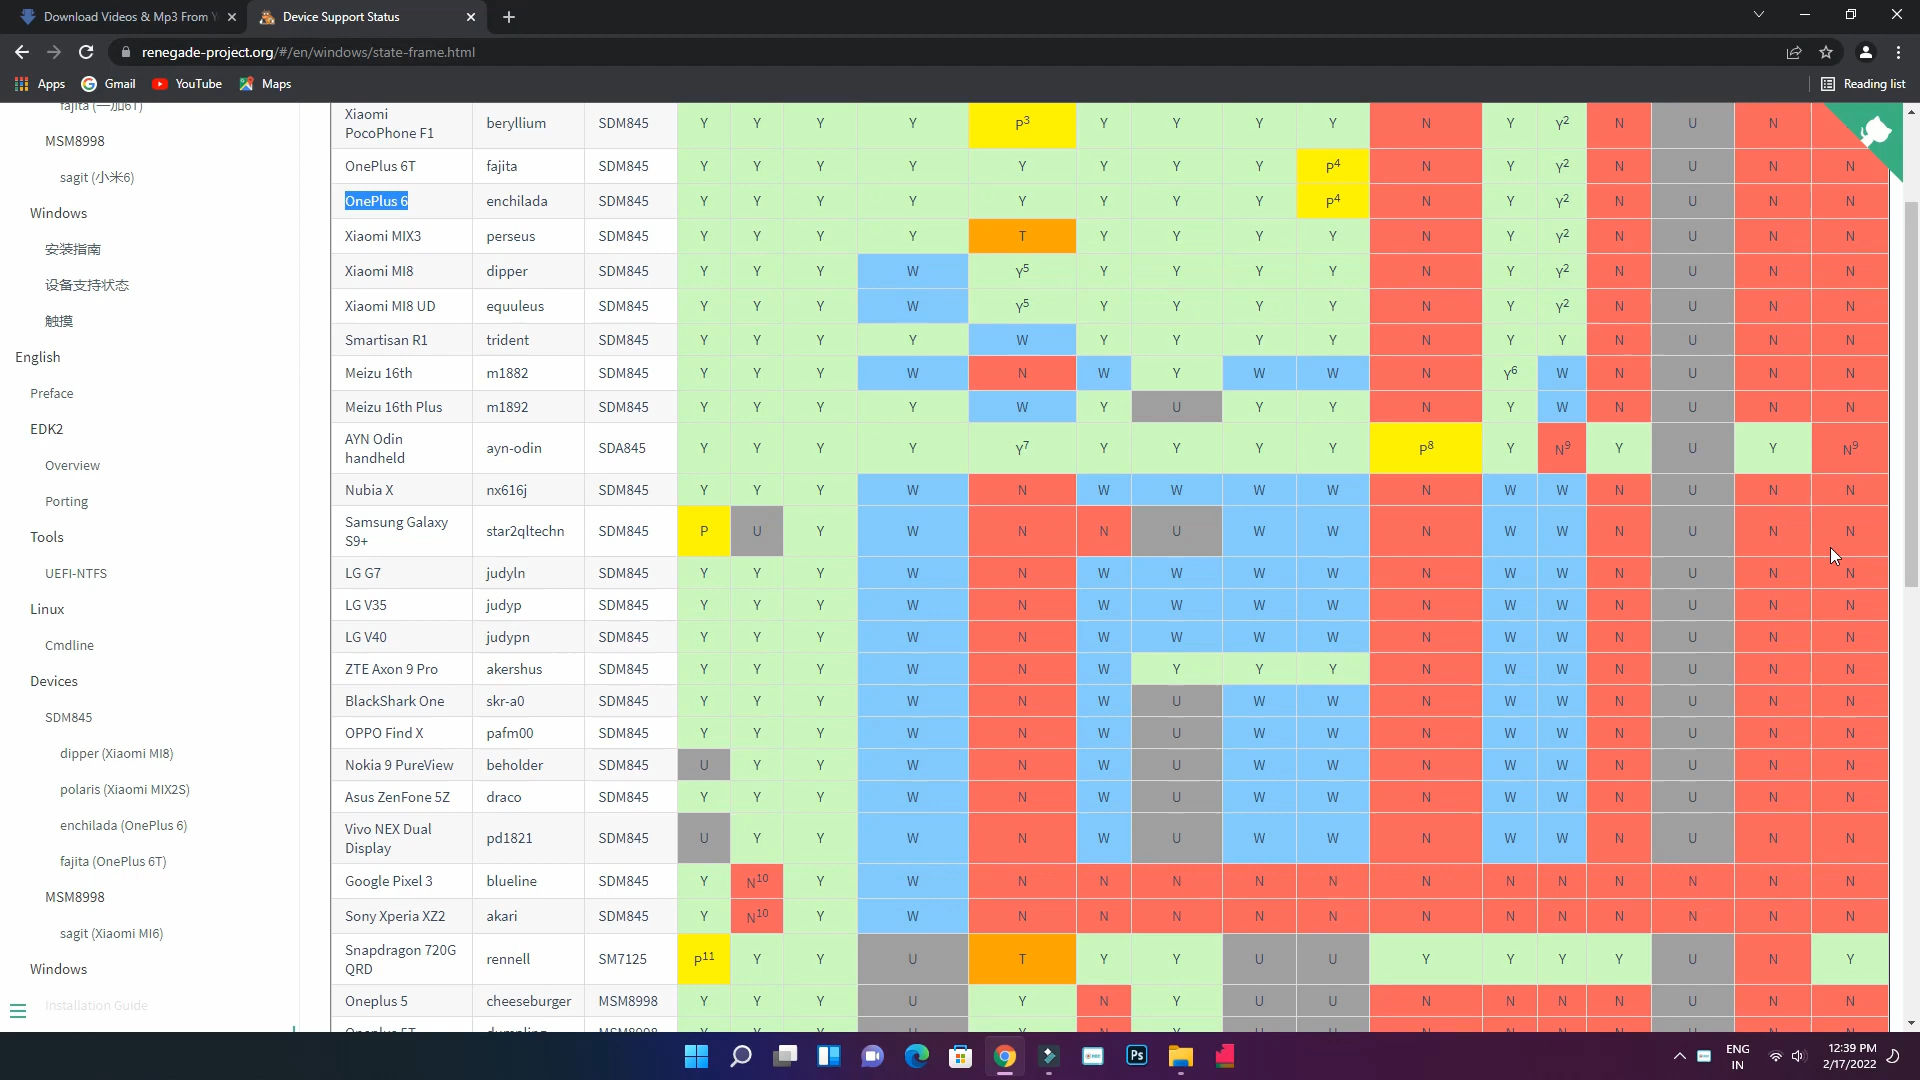 Download Videos & Mp3 From Y
Device Support Status
renegade-project.org/#/en/windows/state-frame.html
Apps Gmail YouTube Maps
Reading list
fajita (一加6T)
MSM8998
sagit (小米6)
Windows
安装指南
设备支持状态
触摸
English
Preface
EDK2
Overview
Porting
Tools
UEFI-NTFS
Linux
Cmdline
Devices
SDM845
dipper (Xiaomi MI8)
polaris (Xiaomi MIX2S)
enchilada (OnePlus 6)
fajita (OnePlus 6T)
MSM8998
sagit (Xiaomi MI6)
Windows
Installation Guide
Xiaomi PocoPhone F1 beryllium SDM845 Y Y Y Y P3 Y Y Y Y N Y Y2 N U N
OnePlus 6T fajita SDM845 Y Y Y Y Y Y Y Y P4 N Y Y2 N U N N
OnePlus 6 enchilada SDM845 Y Y Y Y Y Y Y Y P4 N Y Y2 N U N N
Xiaomi MIX3 perseus SDM845 Y Y Y Y T Y Y Y Y N Y Y2 N U N N
Xiaomi MI8 dipper SDM845 Y Y Y W Y5 Y Y Y Y N Y Y2 N U N N
Xiaomi MI8 UD equuleus SDM845 Y Y Y W Y5 Y Y Y Y N Y Y2 N U N N
Smartisan R1 trident SDM845 Y Y Y Y W Y Y Y Y N Y Y N U N N
Meizu 16th m1882 SDM845 Y Y Y W N W Y W W N Y6 W N U N N
Meizu 16th Plus m1892 SDM845 Y Y Y Y W Y U Y Y N Y W N U N N
AYN Odin handheld ayn-odin SDA845 Y Y Y Y Y7 Y Y Y Y P8 Y N9 Y U Y N9
Nubia X nx616j SDM845 Y Y Y W N W W W W N W W N U N N
Samsung Galaxy S9+ star2qltechn SDM845 P U Y W N N U W W N W W N U N N
LG G7 judyln SDM845 Y Y Y W N W W W W N W W N U N N
LG V35 judyp SDM845 Y Y Y W N W W W W N W W N U N N
LG V40 judypn SDM845 Y Y Y W N W W W W N W W N U N N
ZTE Axon 9 Pro akershus SDM845 Y Y Y W N W Y Y Y N W W N U N N
BlackShark One skr-a0 SDM845 Y Y Y W N W U W W N W W N U N N
OPPO Find X pafm00 SDM845 Y Y Y W N W U W W N W W N U N N
Nokia 9 PureView beholder SDM845 U Y Y W N W U W W N W W N U N N
Asus ZenFone 5Z draco SDM845 Y Y Y W N W U W W N W W N U N N
Vivo NEX Dual Display pd1821 SDM845 U Y Y W N W U W W N W W N U N N
Google Pixel 3 blueline SDM845 Y N10 Y W N N N N N N N N N N N N
Sony Xperia XZ2 akari SDM845 Y N10 Y W N N N N N N N N N N N N
Snapdragon 720G QRD rennell SM7125 P11 Y Y U T Y Y U U Y Y Y Y U N Y
Oneplus 5 cheeseburger MSM8998 Y Y Y U Y N Y U U N N N N U N N
Oneplus 5T dumpling MSM8998 Y Y Y
Ps
ENG
IN
12:39 PM
2/17/2022